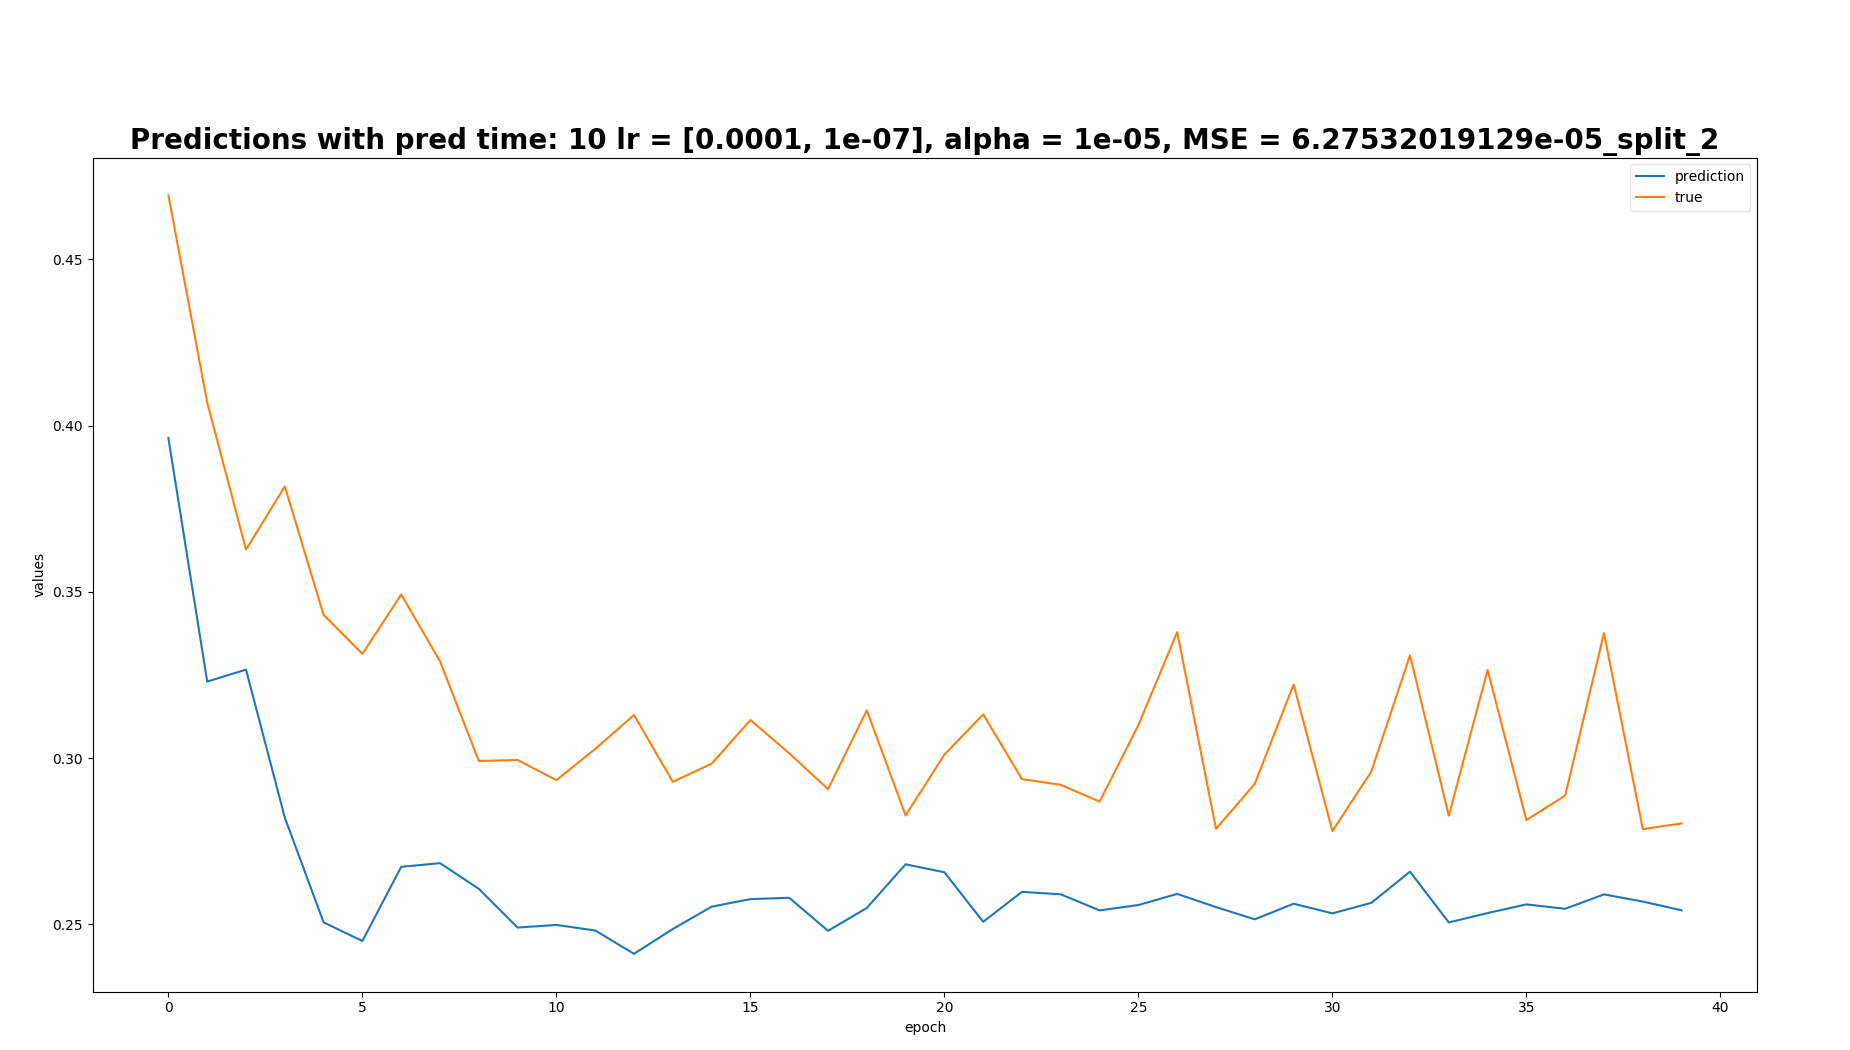 Predictions with pred time: 10 lr = [0.0001, 1e-07], alpha = 1e-05, MSE = 6.27532019129e-05_split_2
prediction
true
0.45
0.40
0.35
0.30
0.25
values
0 5 10 15 20 25 30 35 40
epoch